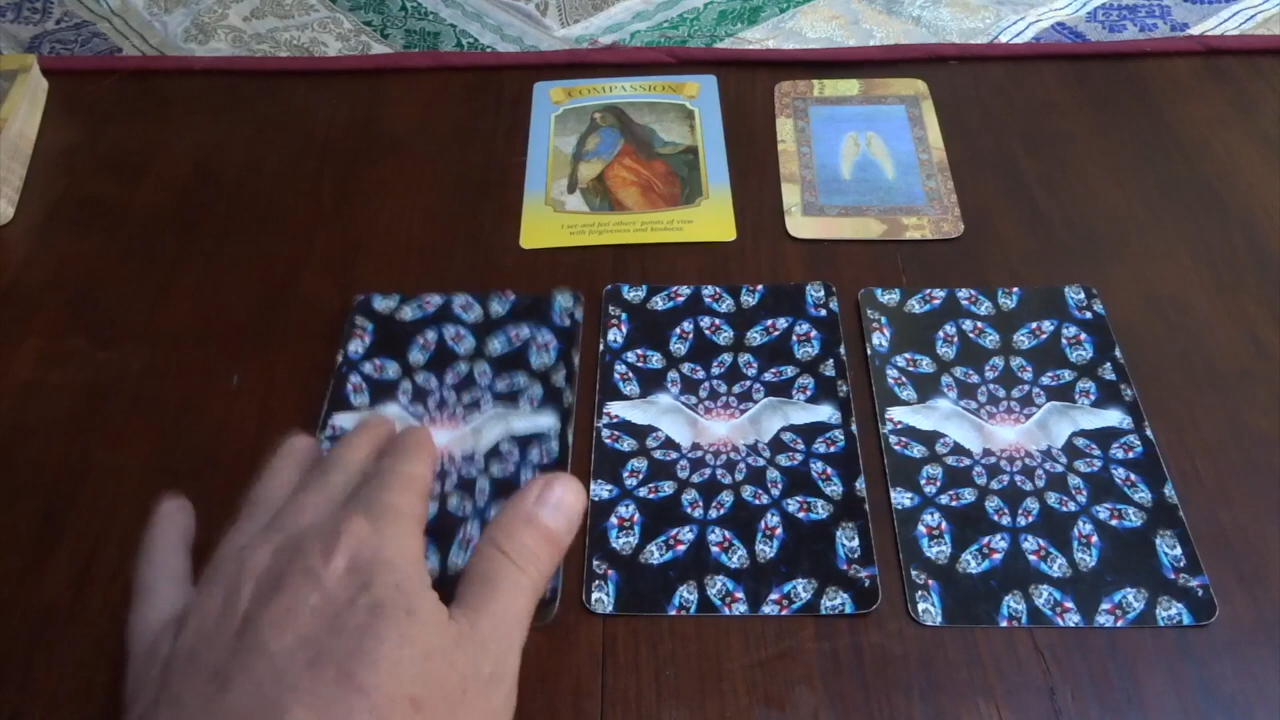 COMPASSION
I see and feel others' points of view
with forgiveness and kindness.